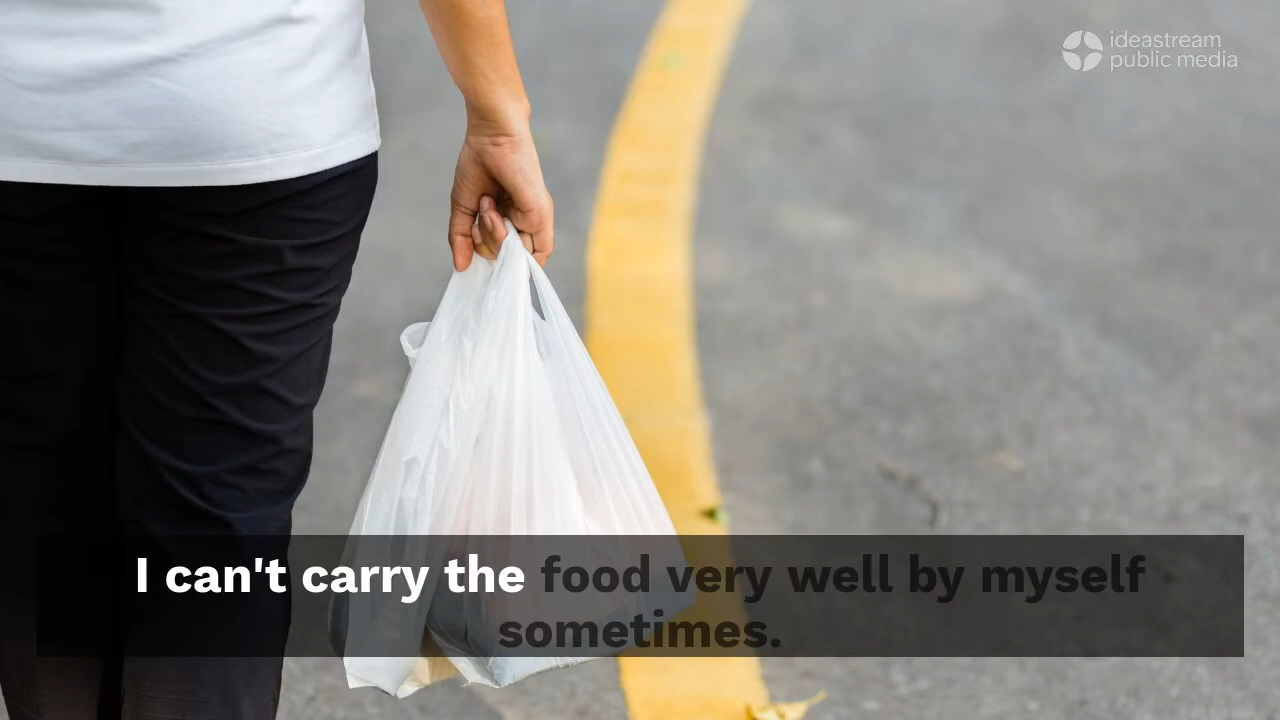 ideastream
public media
I can't carry the food very well by myself
sometimes.